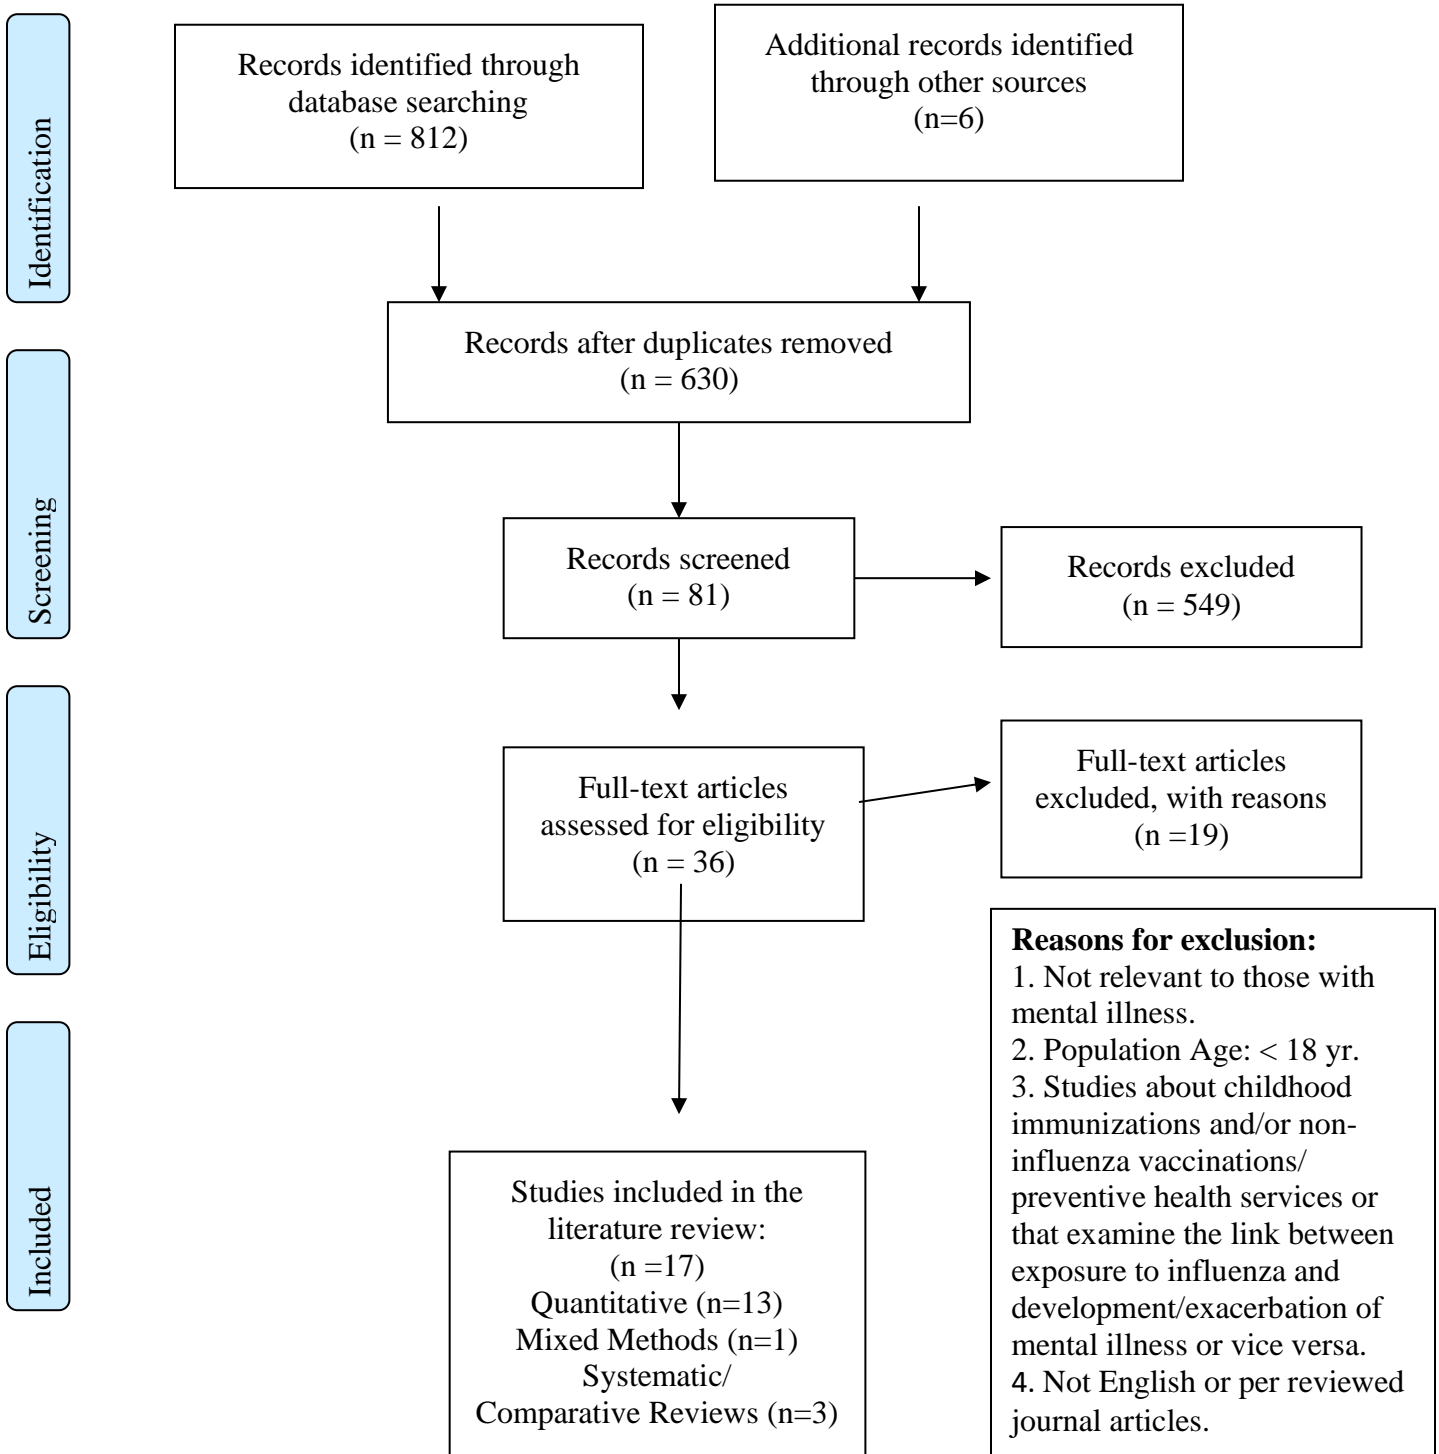 Identification
Records identified through
database searching
(n = 812)
Additional records identified
through other sources
(n=6)
Records after duplicates removed
(n = 630)
Screening
Records screened
(n = 81)
Records excluded
(n = 549)
Eligibility
Full-text articles
assessed for eligibility
(n = 36)
Full-text articles
excluded, with reasons
(n =19)
Reasons for exclusion:
1. Not relevant to those with
mental illness.
2. Population Age: < 18 yr.
3. Studies about childhood
immunizations and/or non-
influenza vaccinations/
preventive health services or
that examine the link between
exposure to influenza and
development/exacerbation of
mental illness or vice versa.
4. Not English or per reviewed
journal articles.
Included
Studies included in the
literature review:
(n =17)
Quantitative (n=13)
Mixed Methods (n=1)
Systematic/
Comparative Reviews (n=3)